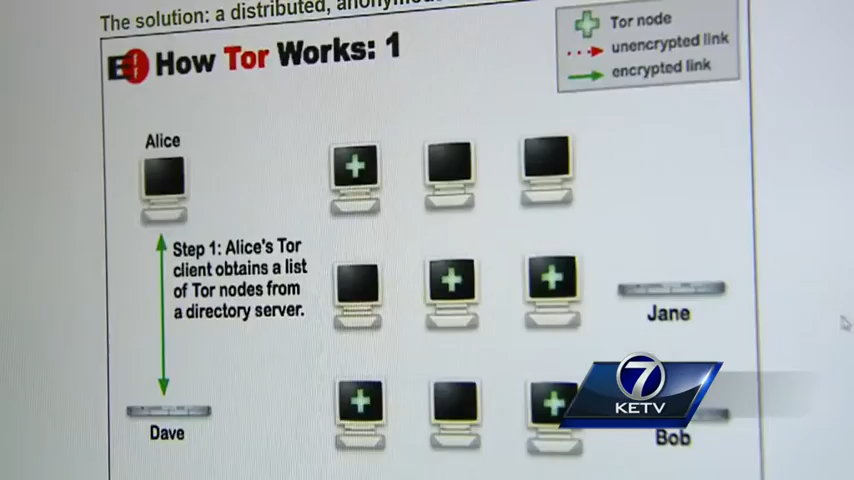 The solution: a distributed,
How Tor Works: 1
Tor node
unencrypted link
encrypted link
Alice
Step 1: Alice's Tor
client obtains a list
of Tor nodes from
a directory server.
Jane
Dave
Bob
7
KETV